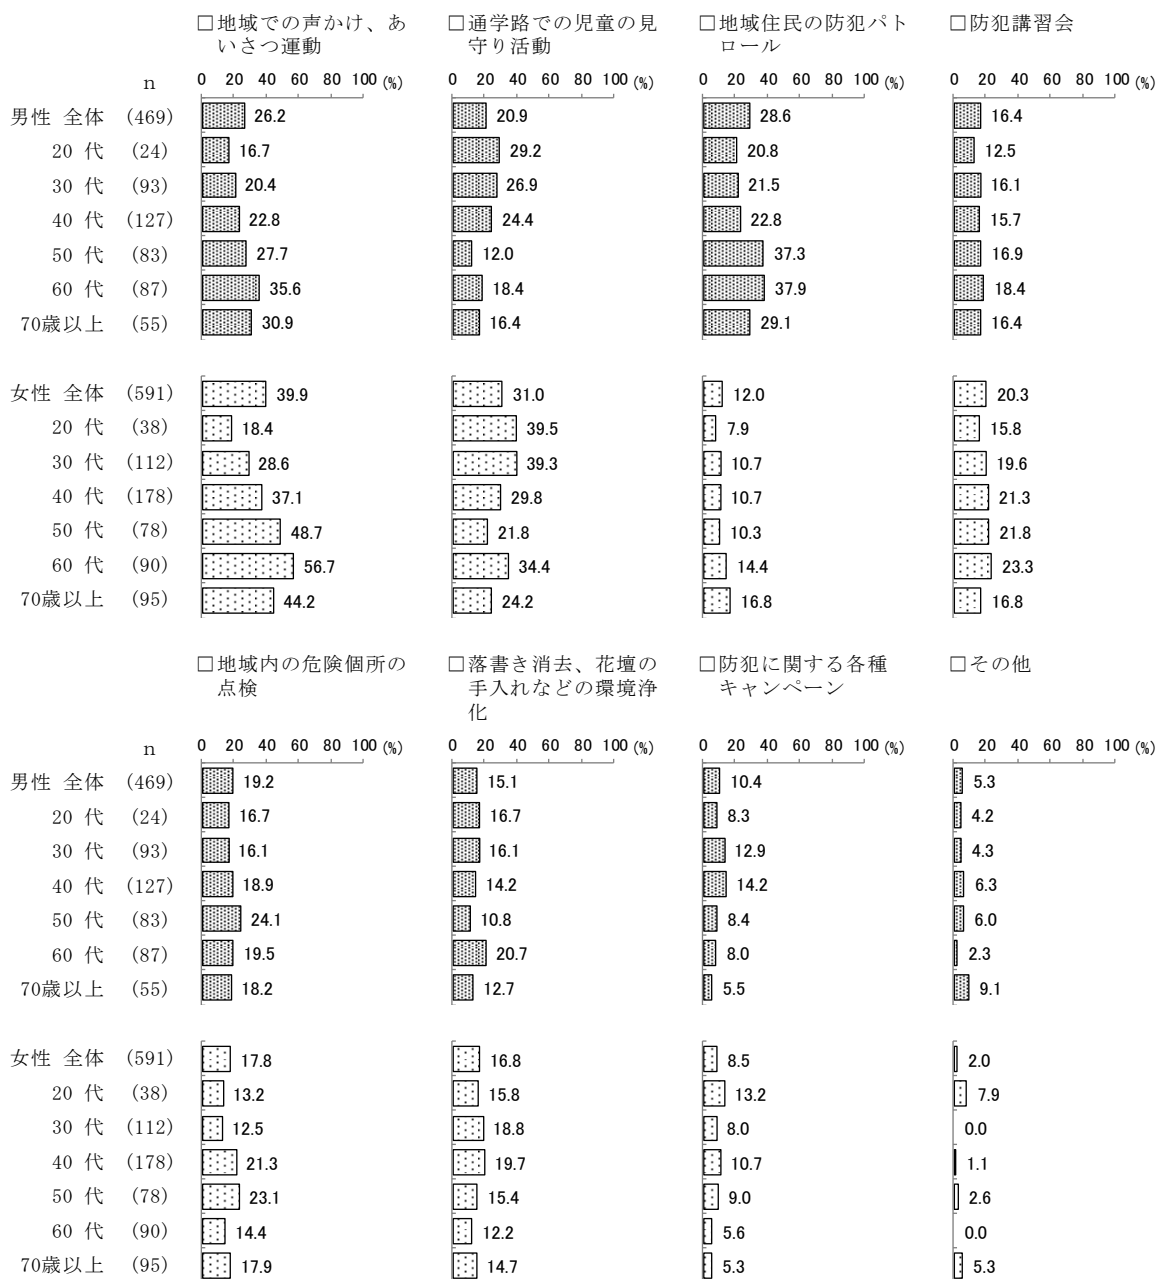 □地域での声かけ、あ □通学路での児童の見 □地域住民の防犯パト □防犯講習会
いさつ運動 守り活動 ロール
n 0 20 40 60 80 100 (%) 0 20 40 60 80 100 (%) 0 20 40 60 80 100 (%) 0 20 40 60 80 100 (%)
男性 全体 (469) 26.2 20.9 28.6 16.4
20 代 (24) 16.7 29.2 20.8 12.5
30 代 (93) 20.4 26.9 21.5 16.1
40 代 (127) 22.8 24.4 22.8 15.7
50 代 (83) 27.7 12.0 37.3 16.9
60 代 (87) 35.6 18.4 37.9 18.4
70歳以上 (55) 30.9 16.4 29.1 16.4
女性 全体 (591) 39.9 31.0 12.0 20.3
20 代 (38) 18.4 39.5 7.9 15.8
30 代 (112) 28.6 39.3 10.7 19.6
40 代 (178) 37.1 29.8 10.7 21.3
50 代 (78) 48.7 21.8 10.3 21.8
60 代 (90) 56.7 34.4 14.4 23.3
70歳以上 (95) 44.2 24.2 16.8 16.8
□地域内の危険個所の □落書き消去、花壇の □防犯に関する各種 □その他
点検 手入れなどの環境浄 キャンペーン
化
n 0 20 40 60 80 100 (%) 0 20 40 60 80 100 (%) 0 20 40 60 80 100 (%) 0 20 40 60 80 100 (%)
男性 全体 (469) 19.2 15.1 10.4 5.3
20 代 (24) 16.7 16.7 8.3 4.2
30 代 (93) 16.1 16.1 12.9 4.3
40 代 (127) 18.9 14.2 14.2 6.3
50 代 (83) 24.1 10.8 8.4 6.0
60 代 (87) 19.5 20.7 8.0 2.3
70歳以上 (55) 18.2 12.7 5.5 9.1
女性 全体 (591) 17.8 16.8 8.5 2.0
20 代 (38) 13.2 15.8 13.2 7.9
30 代 (112) 12.5 18.8 8.0 0.0
40 代 (178) 21.3 19.7 10.7 1.1
50 代 (78) 23.1 15.4 9.0 2.6
60 代 (90) 14.4 12.2 5.6 0.0
70歳以上 (95) 17.9 14.7 5.3 5.3